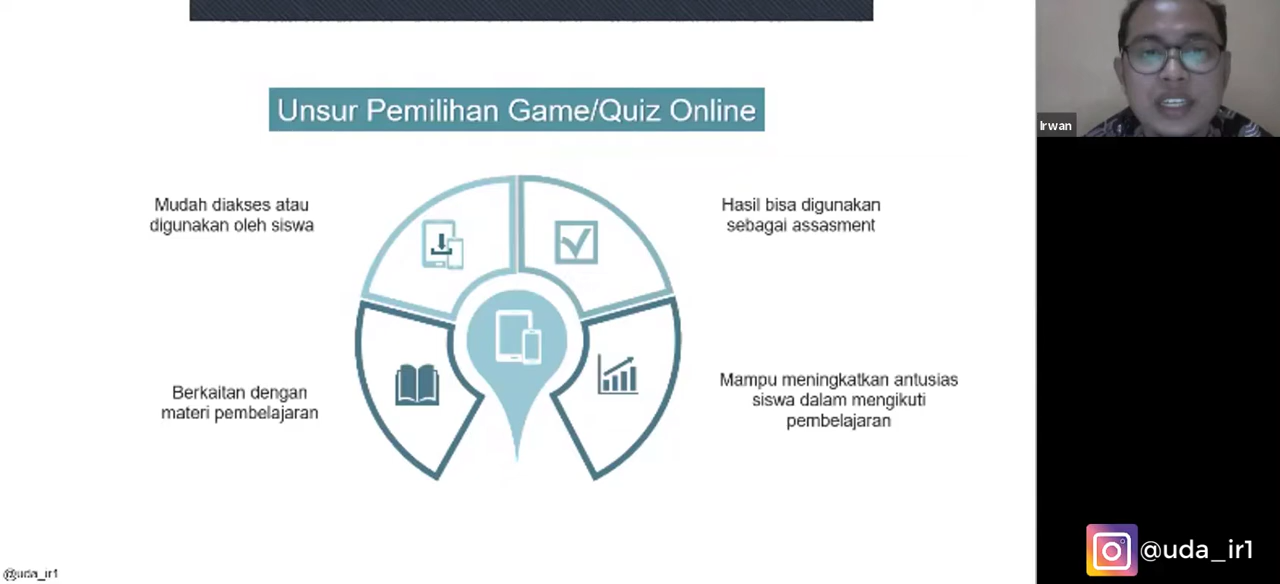 Unsur Pemilihan Game/Quiz Online
Mudah diakses atau
digunakan oleh siswa
Hasil bisa digunakan
sebagai assasment
Berkaitan dengan
materi pembelajaran
Mampu meningkatkan antusias
siswa dalam mengikuti
pembelajaran
Irwan
@uda_ir1
@uda_ir1